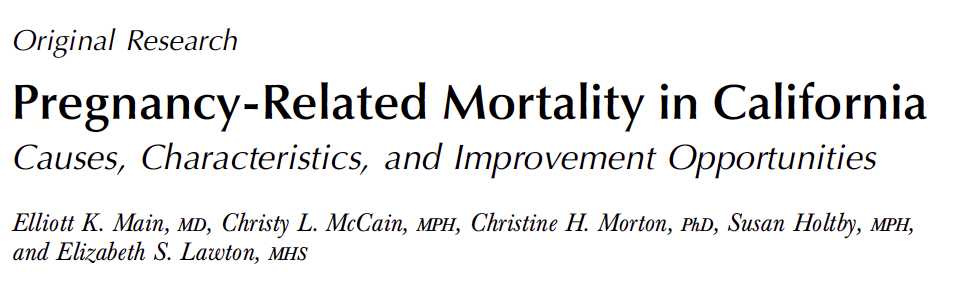 Original Research
Pregnancy-Related Mortality in California
Causes, Characteristics, and Improvement Opportunities
Elliott K. Main, MD, Christy L. McCain, MPH, Christine H. Morton, PhD, Susan Holtby, MPH,
and Elizabeth S. Lawton, MHS